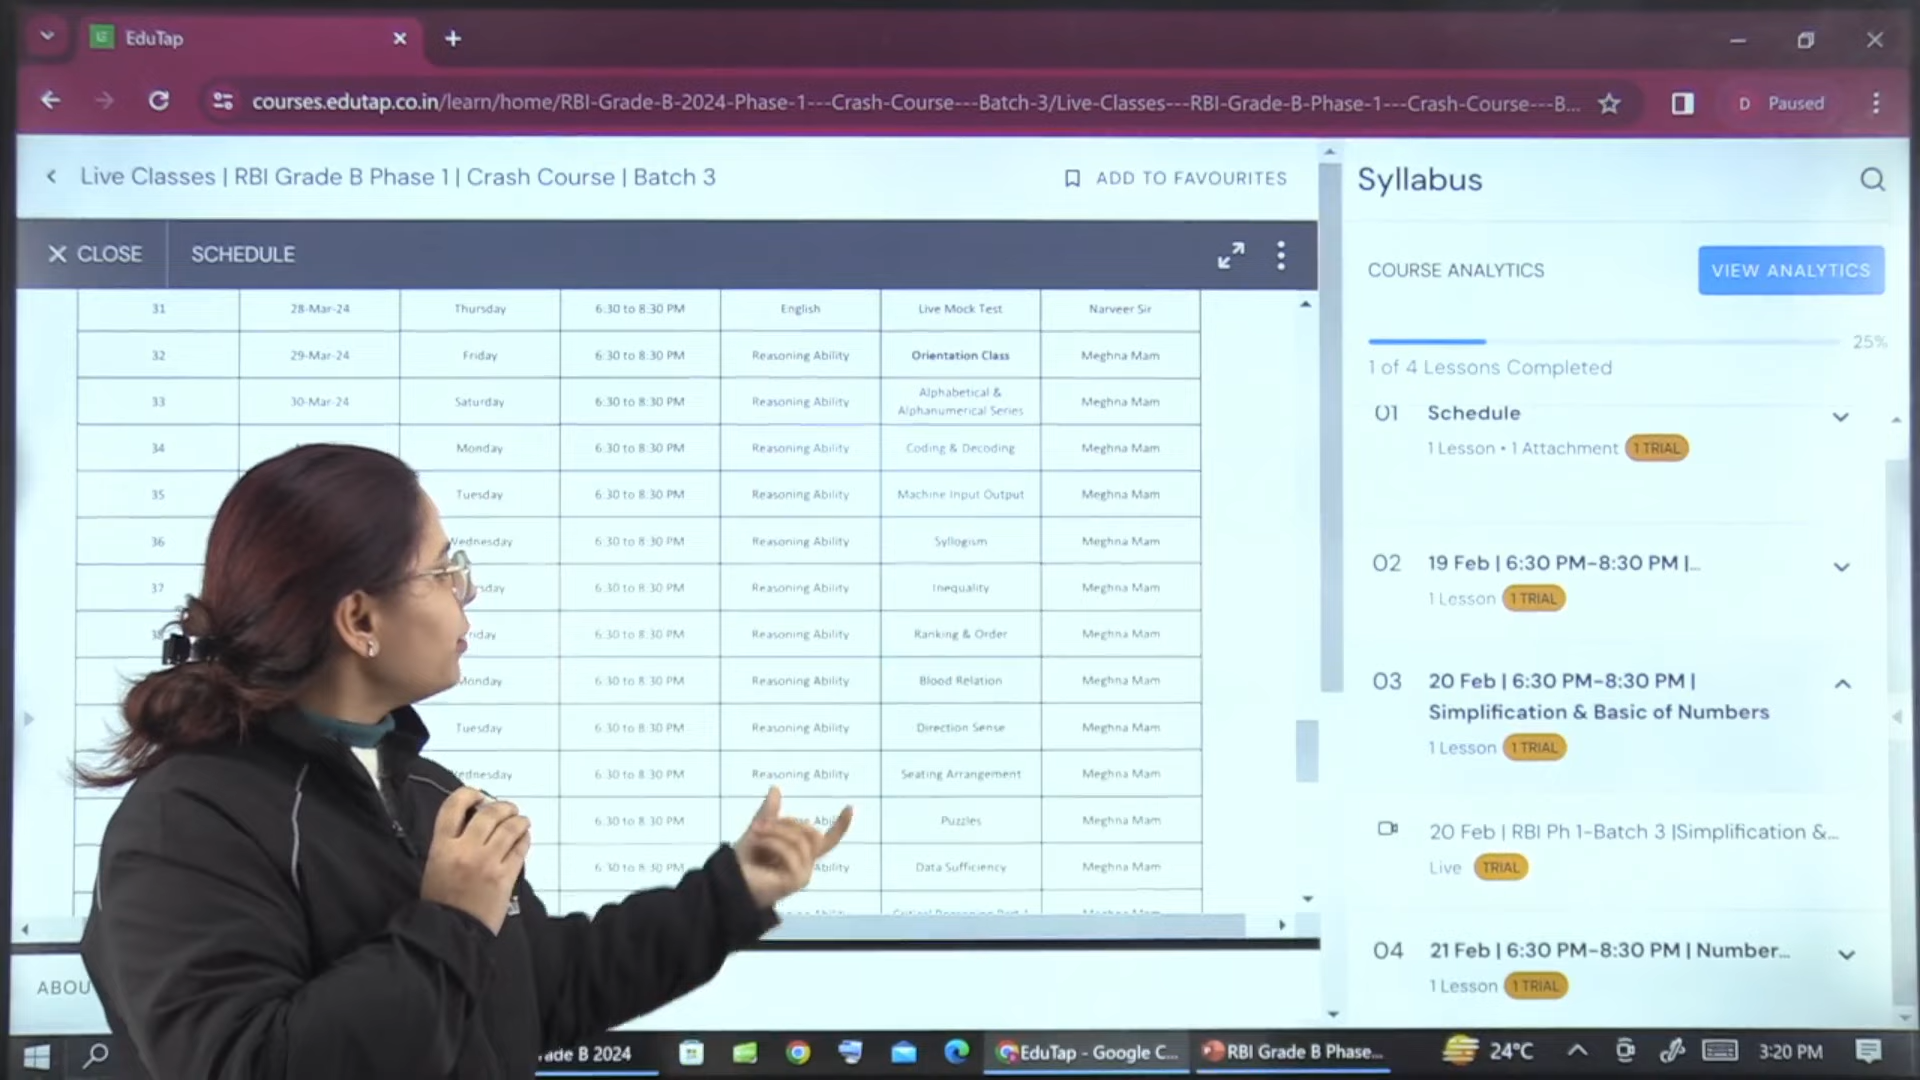 EduTap
courses.edutap.co.in/learn/home/RBI-Grade-B-2024-Phase-1---Crash-Course---Batch-3/Live-Classes---RBI-Grade-B-Phase-1---Crash-Course---B...
D Paused
Live Classes | RBI Grade B Phase 1 | Crash Course | Batch 3
ADD TO FAVOURITES
CLOSE SCHEDULE
31 28-Mar-24 Thursday 6:30 to 8:30 PM English Live Mock Test Narveer Sir
32 29-Mar-24 Friday 6:30 to 8:30 PM Reasoning Ability Orientation Class Meghna Mam
33 30-Mar-24 Saturday 6:30 to 8:30 PM Reasoning Ability Alphabetical &
Alphanumerical Series Meghna Mam
34 Monday 6:30 to 8:30 PM Reasoning Ability Coding & Decoding Meghna Mam
35 Tuesday 6:30 to 8:30 PM Reasoning Ability Machine Input Output Meghna Mam
36 Wednesday 6:30 to 8:30 PM Reasoning Ability Syllogism Meghna Mam
37 6:30 to 8:30 PM Reasoning Ability Inequality Meghna Mam
38 6:30 to 8:30 PM Reasoning Ability Ranking & Order Meghna Mam
Monday 6:30 to 8:30 PM Reasoning Ability Blood Relation Meghna Mam
Tuesday 6:30 to 8:30 PM Reasoning Ability Direction Sense Meghna Mam
6:30 to 8:30 PM Reasoning Ability Seating Arrangement Meghna Mam
6:30 to 8:30 PM Puzzles Meghna Mam
6:30 to 8:30 PM Ability Data Sufficiency Meghna Mam
ABOU
Syllabus
COURSE ANALYTICS
VIEW ANALYTICS
25%
1 of 4 Lessons Completed
01 Schedule
1 Lesson • 1 Attachment 1 TRIAL
02 19 Feb | 6:30 PM-8:30 PM |...
1 Lesson 1 TRIAL
03 20 Feb | 6:30 PM-8:30 PM |
Simplification & Basic of Numbers
1 Lesson 1 TRIAL
20 Feb | RBI Ph 1-Batch 3 |Simplification &...
Live TRIAL
04 21 Feb | 6:30 PM-8:30 PM | Number...
1 Lesson 1 TRIAL
ade B 2024
EduTap - Google C...
RBI Grade B Phase...
24°C
3:20 PM